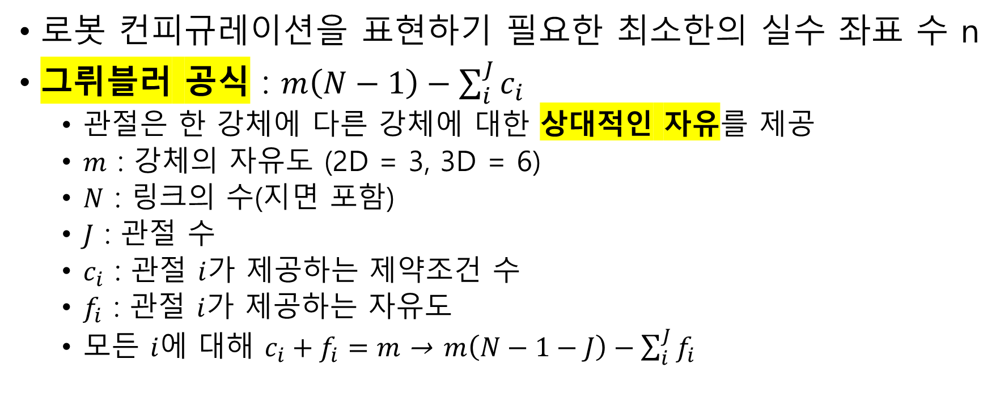 • 로봇 컨피규레이션을 표현하기 필요한 최소한의 실수 좌표 수 n
• 그뤼블러 공식 : m(N − 1) − ∑_i^J c_i
• 관절은 한 강체에 다른 강체에 대한 상대적인 자유를 제공
• m : 강체의 자유도 (2D = 3, 3D = 6)
• N : 링크의 수(지면 포함)
• J : 관절 수
• c_i : 관절 i가 제공하는 제약조건 수
• f_i : 관절 i가 제공하는 자유도
• 모든 i에 대해 c_i + f_i = m → m(N − 1 − J) − ∑_i^J f_i